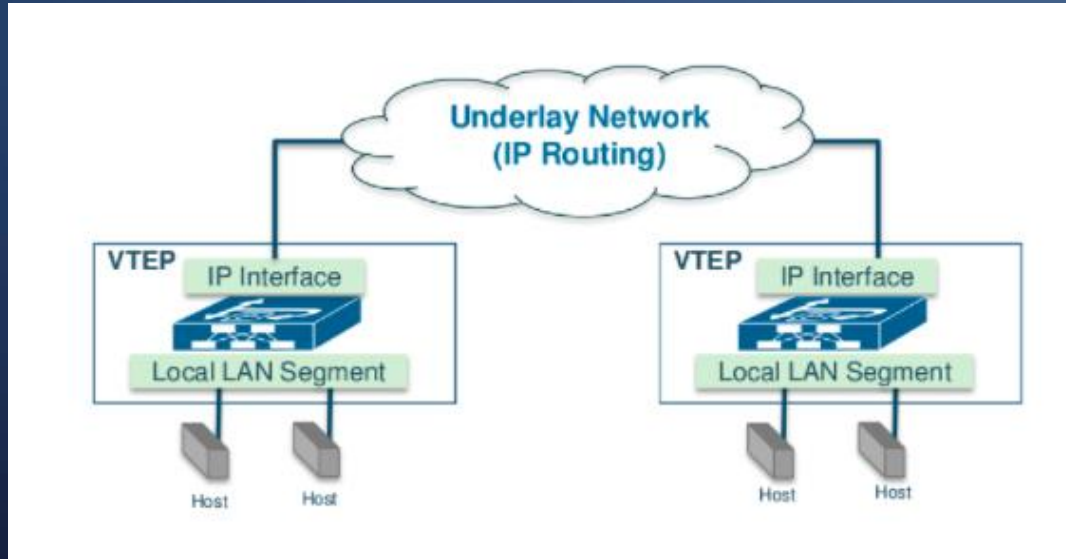 Underlay Network
(IP Routing)
VTEP
IP Interface
Local LAN Segment
Host
Host
VTEP
IP Interface
Local LAN Segment
Host
Host